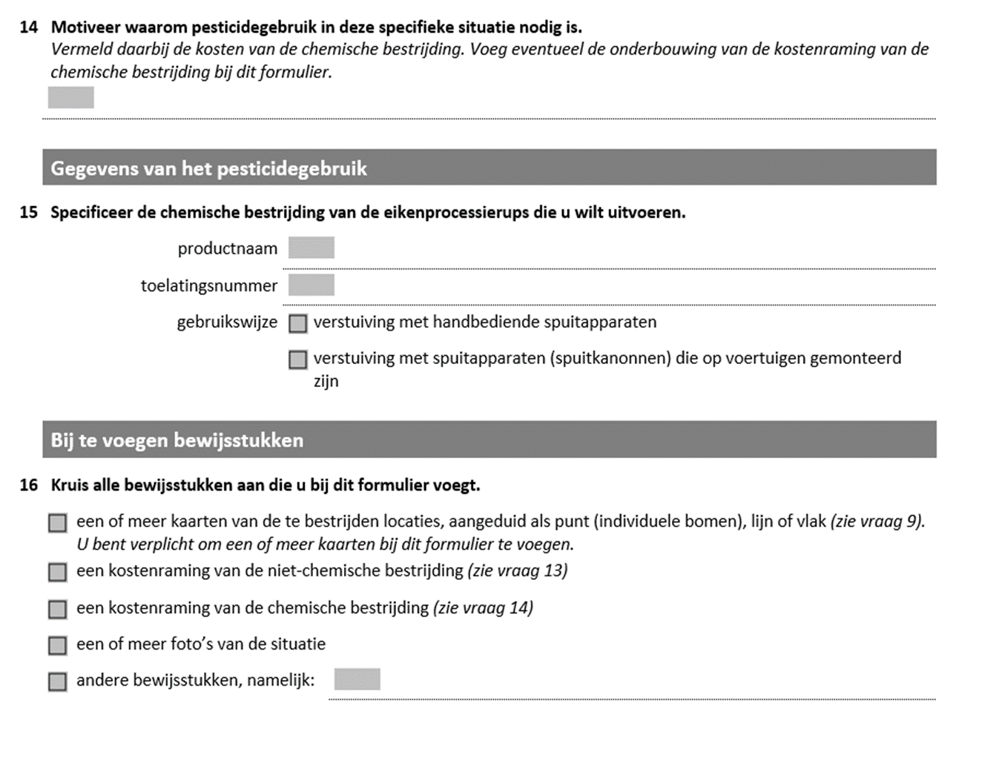 14 Motiveer waarom pesticidegebruik in deze specifieke situatie nodig is.
Vermeld daarbij de kosten van de chemische bestrijding. Voeg eventueel de onderbouwing van de kostenraming van de
chemische bestrijding bij dit formulier.
Gegevens van het pesticidegebruik
15 Specificeer de chemische bestrijding van de eikenprocessierups die u wilt uitvoeren.
productnaam
toelatingsnummer
gebruikswijze verstuiving met handbediende spuitapparaten
verstuiving met spuitapparaten (spuitkanonnen) die op voertuigen gemonteerd
zijn
Bij te voegen bewijsstukken
16 Kruis alle bewijsstukken aan die u bij dit formulier voegt.
een of meer kaarten van de te bestrijden locaties, aangeduid als punt (individuele bomen), lijn of vlak (zie vraag 9).
U bent verplicht om een of meer kaarten bij dit formulier te voegen.
een kostenraming van de niet-chemische bestrijding (zie vraag 13)
een kostenraming van de chemische bestrijding (zie vraag 14)
een of meer foto's van de situatie
andere bewijsstukken, namelijk: